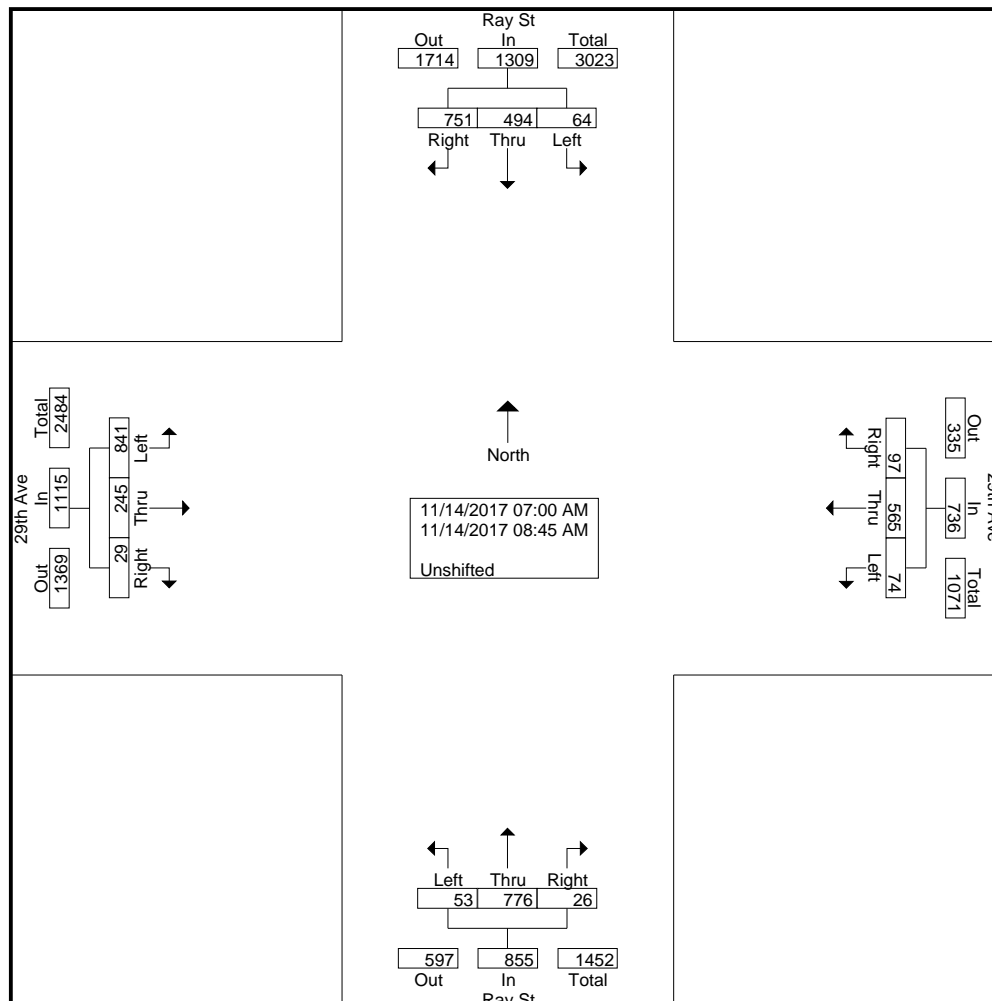 Ray St
Out In Total
1714 1309 3023
751 494 64
Right Thru Left
29th Ave
Total In Out
2484 1115 1369
841 245 29
Left Thru Right
North
11/14/2017 07:00 AM
11/14/2017 08:45 AM
Unshifted
Right Thru Left
97 565 74
Out In Total
335 736 1071
Ave
Left Thru Right
53 776 26
597 855 1452
Out In Total
Ray St